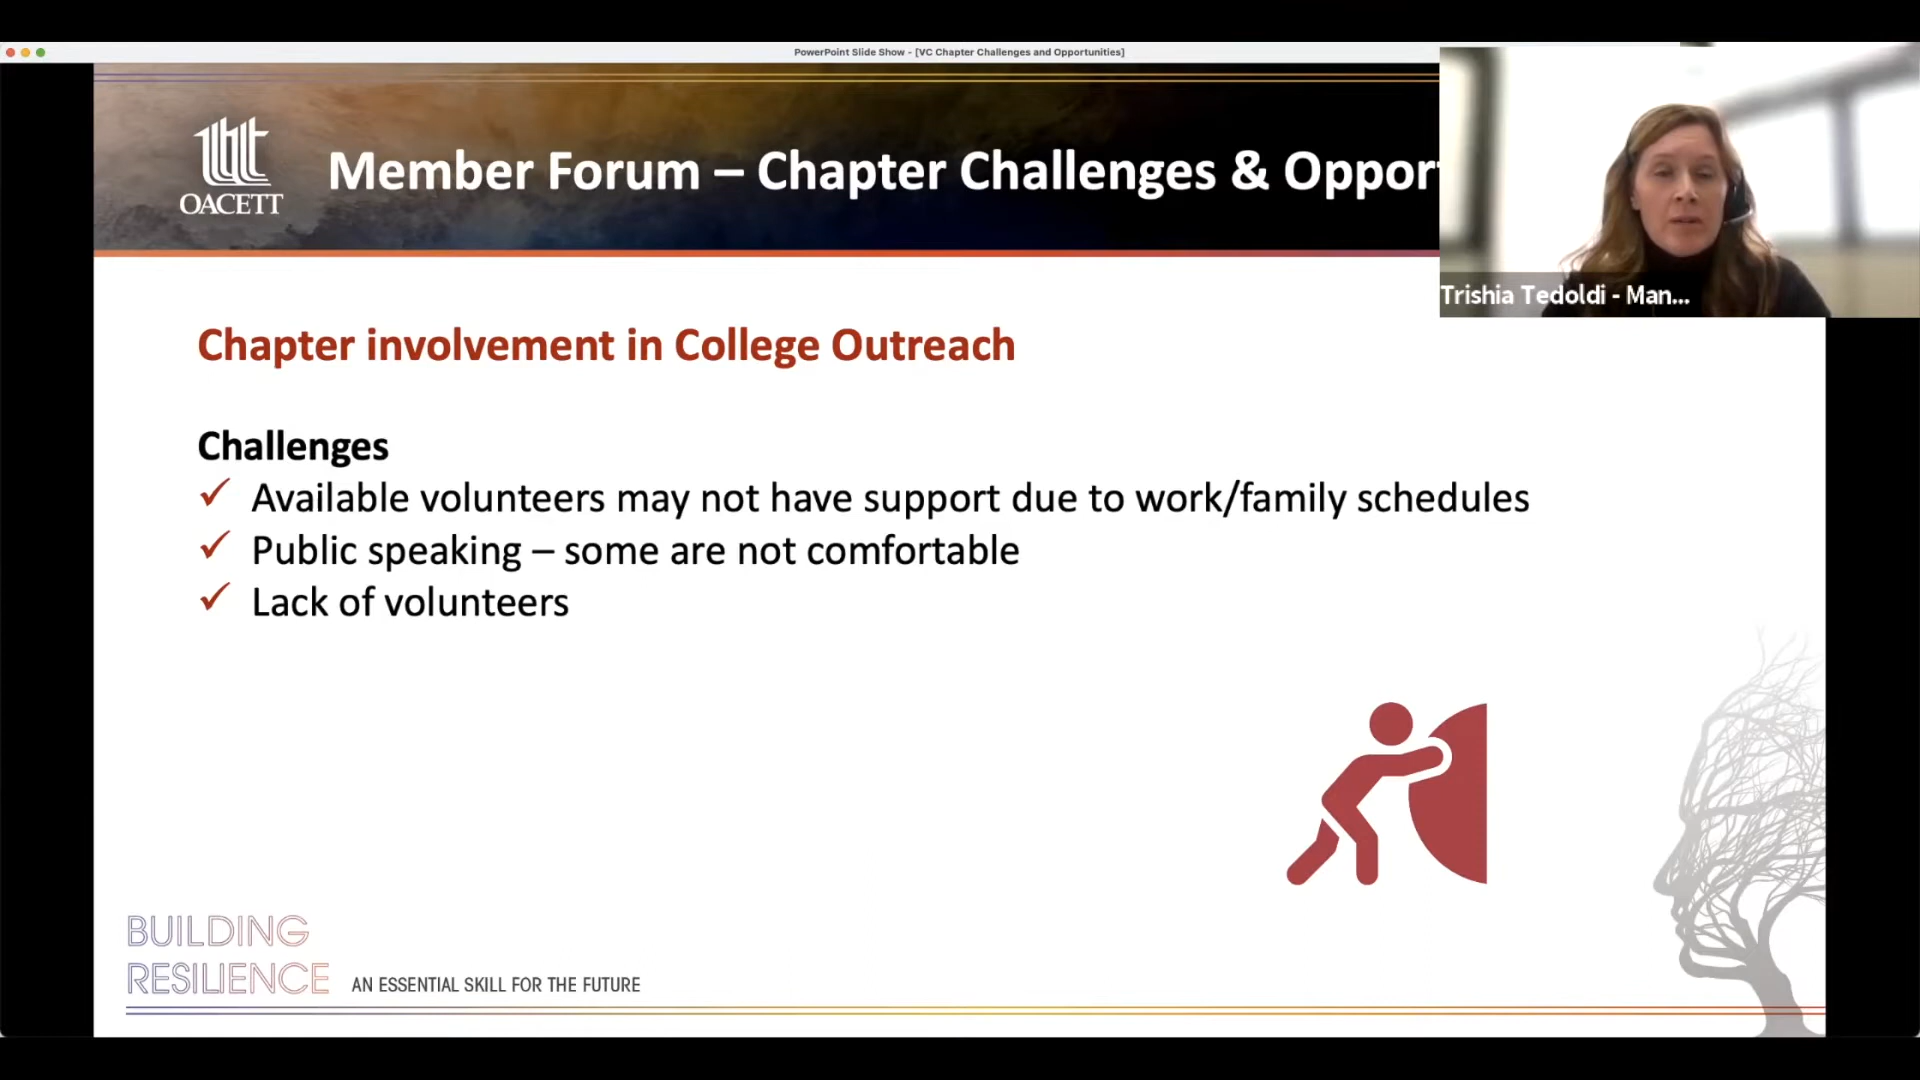 PowerPoint Slide Show - [VC Chapter Challenges and Opportunities]
OACETT
Member Forum – Chapter Challenges & Oppor
Trishia Tedoldi - Man...
Chapter involvement in College Outreach
Challenges
✓ Available volunteers may not have support due to work/family schedules
✓ Public speaking – some are not comfortable
✓ Lack of volunteers
BUILDING
RESILIENCE AN ESSENTIAL SKILL FOR THE FUTURE